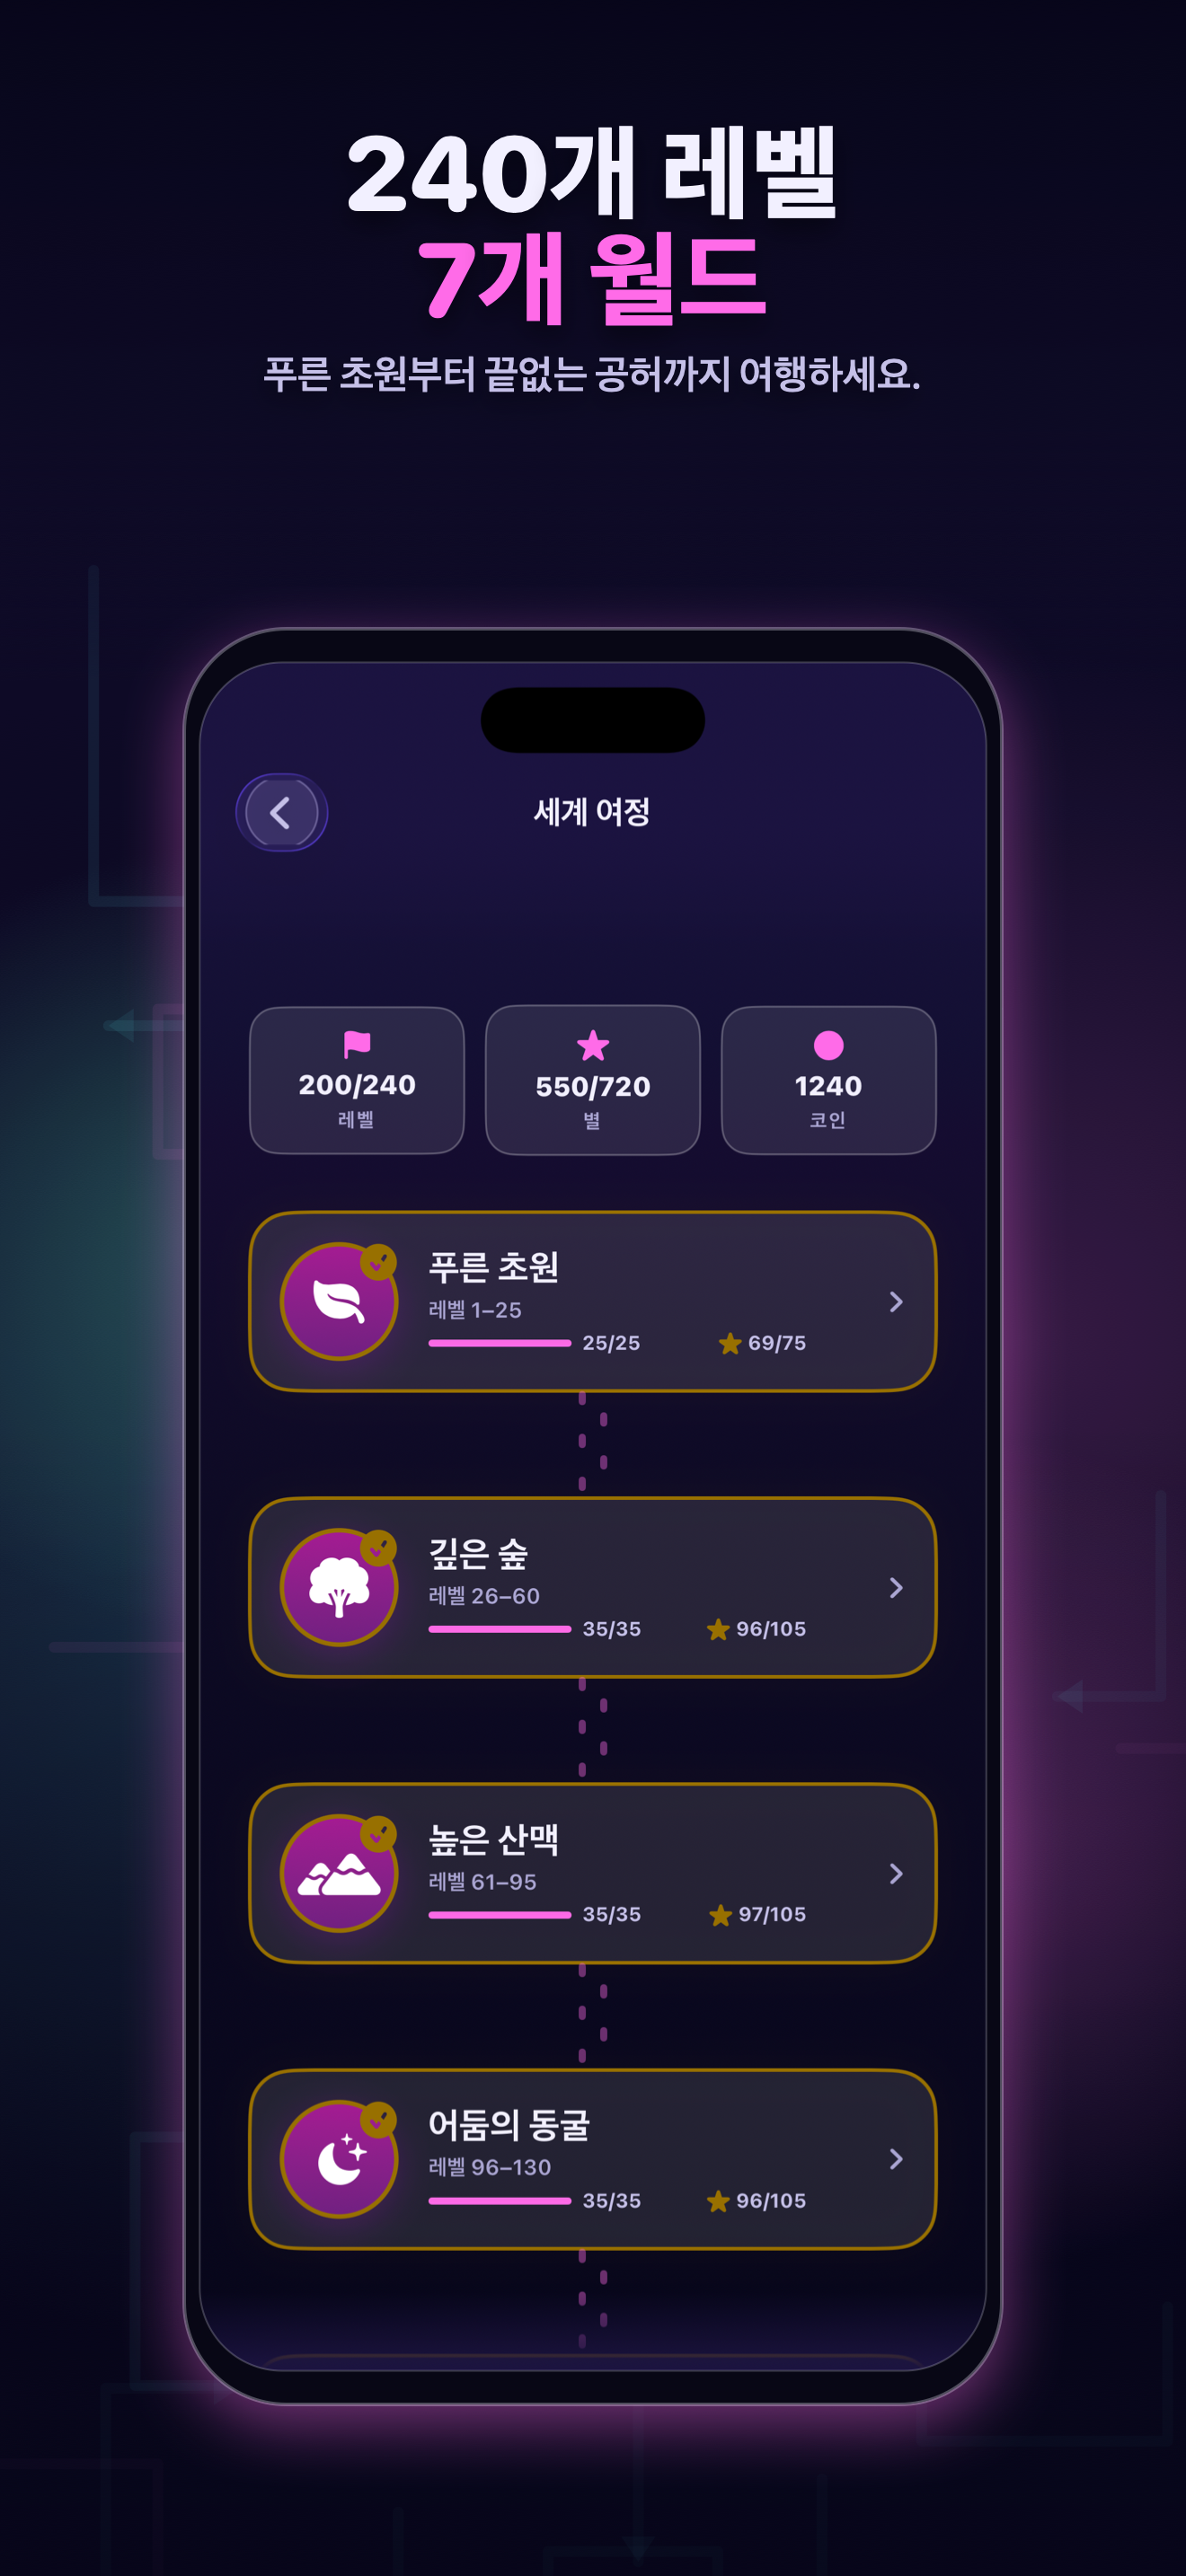 240개 레벨
7개 월드
푸른 초원부터 끝없는 공허까지 여행하세요.
세계 여정
200/240
레벨
550/720
별
1240
코인
푸른 초원
레벨 1–25
25/25
69/75
깊은 숲
레벨 26–60
35/35
96/105
높은 산맥
레벨 61–95
35/35
97/105
어둠의 동굴
레벨 96–130
35/35
96/105